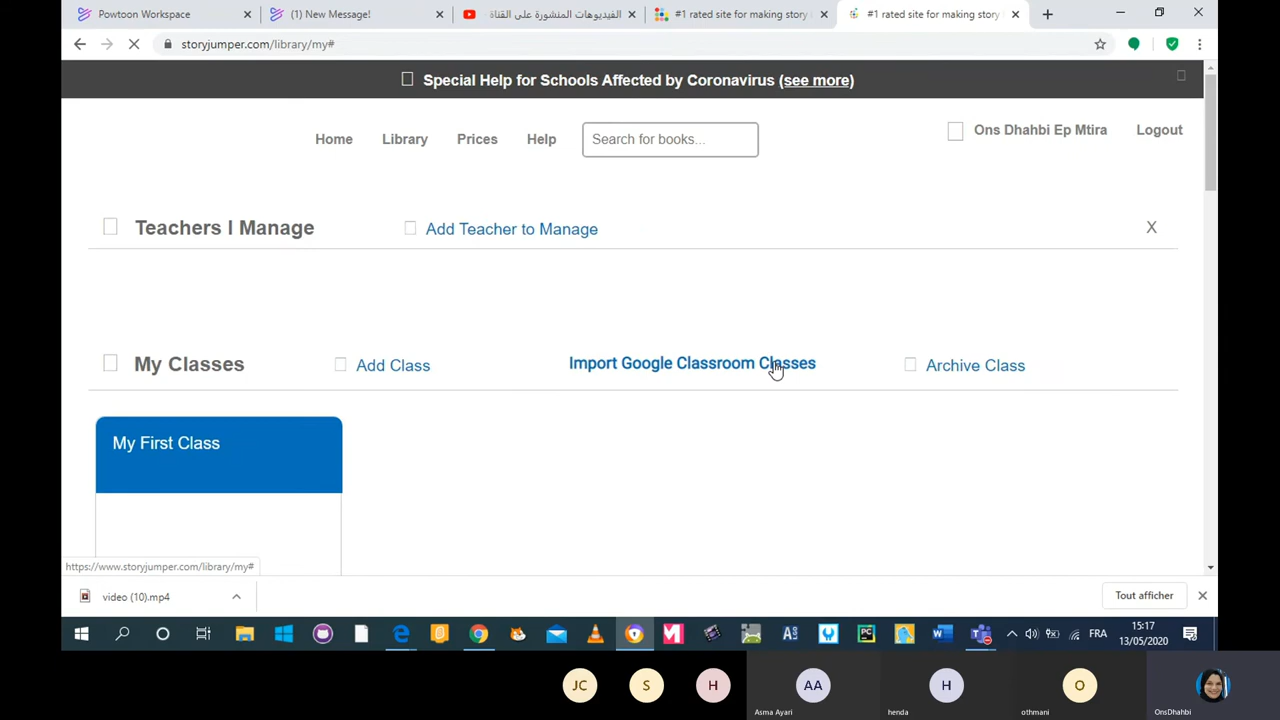 Powtoon Workspace
(1) New Message!
الفيديوهات المنشورة على القناة
#1 rated site for making story
#1 rated site for making story
storyjumper.com/library/my#
Special Help for Schools Affected by Coronavirus (see more)
Home
Library
Prices
Help
Search for books...
Ons Dhahbi Ep Mtira
Logout
Teachers I Manage
Add Teacher to Manage
X
My Classes
Add Class
Import Google Classroom Classes
Archive Class
My First Class
https://www.storyjumper.com/library/my#
video (10).mp4
Tout afficher
FRA
15:17
13/05/2020
JC
S
H
AA
Asma Ayari
H
henda
O
othmani
OnsDhahbi